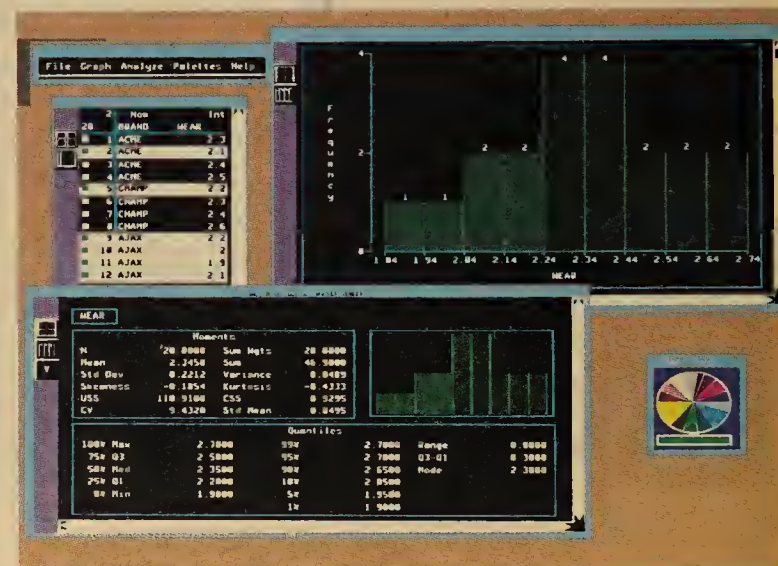 File Graph Analyze Palettes Help
2 Nom Int
20 BRAND WEAR
1 ACME 2.3
2 ACME 2.1
3 ACME 2.4
4 ACME 2.5
5 CHAMP 2.2
6 CHAMP 2.3
7 CHAMP 2.4
8 CHAMP 2.6
9 AJAX 2.2
10 AJAX 2
11 AJAX 1.9
12 AJAX 2.1
Frequency
4
2
0
1 1 2 2 4 4 2 2 2
1.84 1.94 2.04 2.14 2.24 2.34 2.44 2.54 2.64 2.74
WEAR
WEAR
Moments
N 20.0000 Sum Wgts 20.0000
Mean 2.3450 Sum 46.9000
Std Dev 0.2212 Variance 0.0489
Skewness -0.1854 Kurtosis -0.4333
USS 110.9100 CSS 0.9295
CV 9.4320 Std Mean 0.0495
Quantiles
100% Max 2.7000 99% 2.7000 Range 0.8000
75% Q3 2.5000 95% 2.7000 Q3-Q1 0.3000
50% Med 2.3500 90% 2.6500 Mode 2.3000
25% Q1 2.2000 10% 2.0500
0% Min 1.9000 5% 1.9500
1% 1.9000